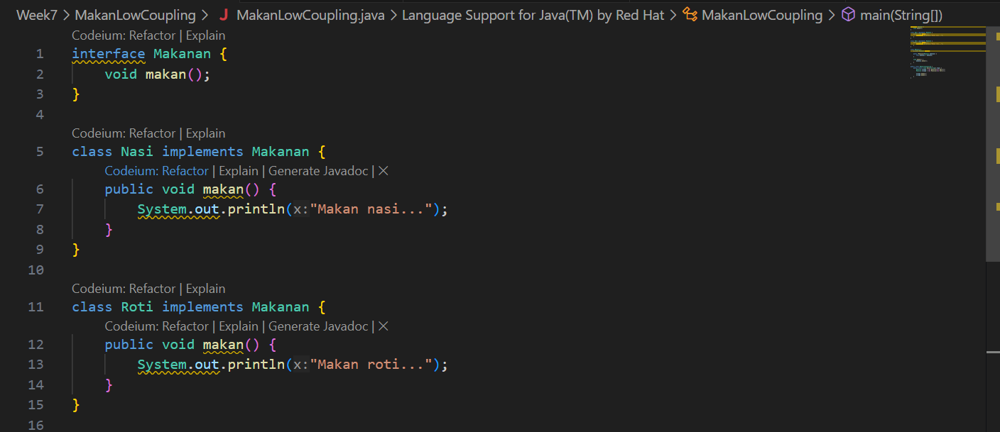 Week7 > MakanLowCoupling > J MakanLowCoupling.java > Language Support for Java(TM) by Red Hat > MakanLowCoupling > main(String[])
Codeium: Refactor | Explain
1 interface Makanan {
2 void makan();
3 }
4
Codeium: Refactor | Explain
5 class Nasi implements Makanan {
Codeium: Refactor | Explain | Generate Javadoc | ×
6 public void makan() {
7 System.out.println(x:"Makan nasi...");
8 }
9 }
10
Codeium: Refactor | Explain
11 class Roti implements Makanan {
Codeium: Refactor | Explain | Generate Javadoc | ×
12 public void makan() {
13 System.out.println(x:"Makan roti...");
14 }
15 }
16